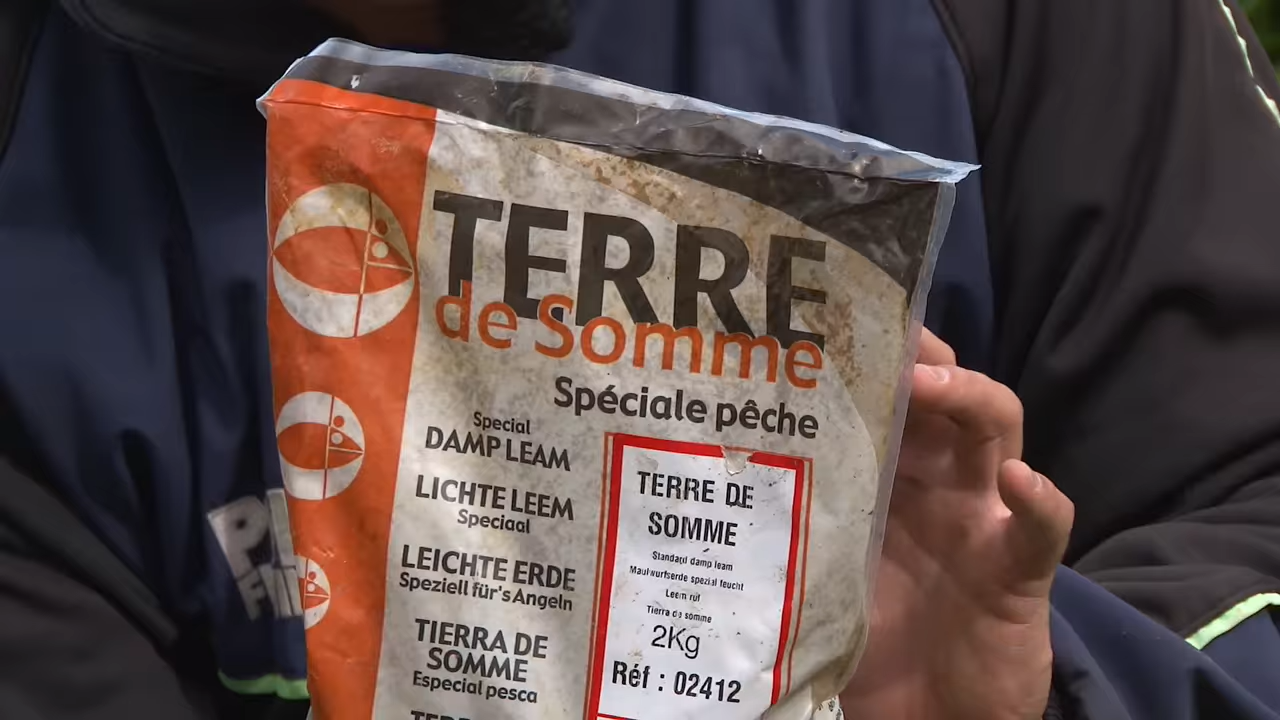 TERRE
de Somme
Spéciale pêche
Special
DAMP LEAM
LICHTE LEEM
Speciaal
LEICHTE ERDE
Speziell für's Angeln
TIERRA DE
SOMME
Especial pesca
TERRE DE
SOMME
Standard damp leam
Maulwurfserde spezial feucht
Leem ruf
Tierra de somme
2Kg
Réf : 02412